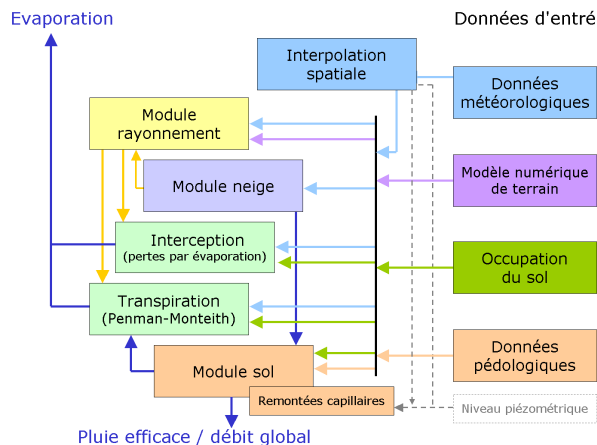 Evaporation
Données d'entré
Interpolation
spatiale
Données
météorologiques
Module
rayonnement
Module neige
Modèle numérique
de terrain
Interception
(pertes par évaporation)
Occupation
du sol
Transpiration
(Penman-Monteith)
Données
pédologiques
Module sol
Remontées capillaires
Niveau piézométrique
Pluie efficace / débit global